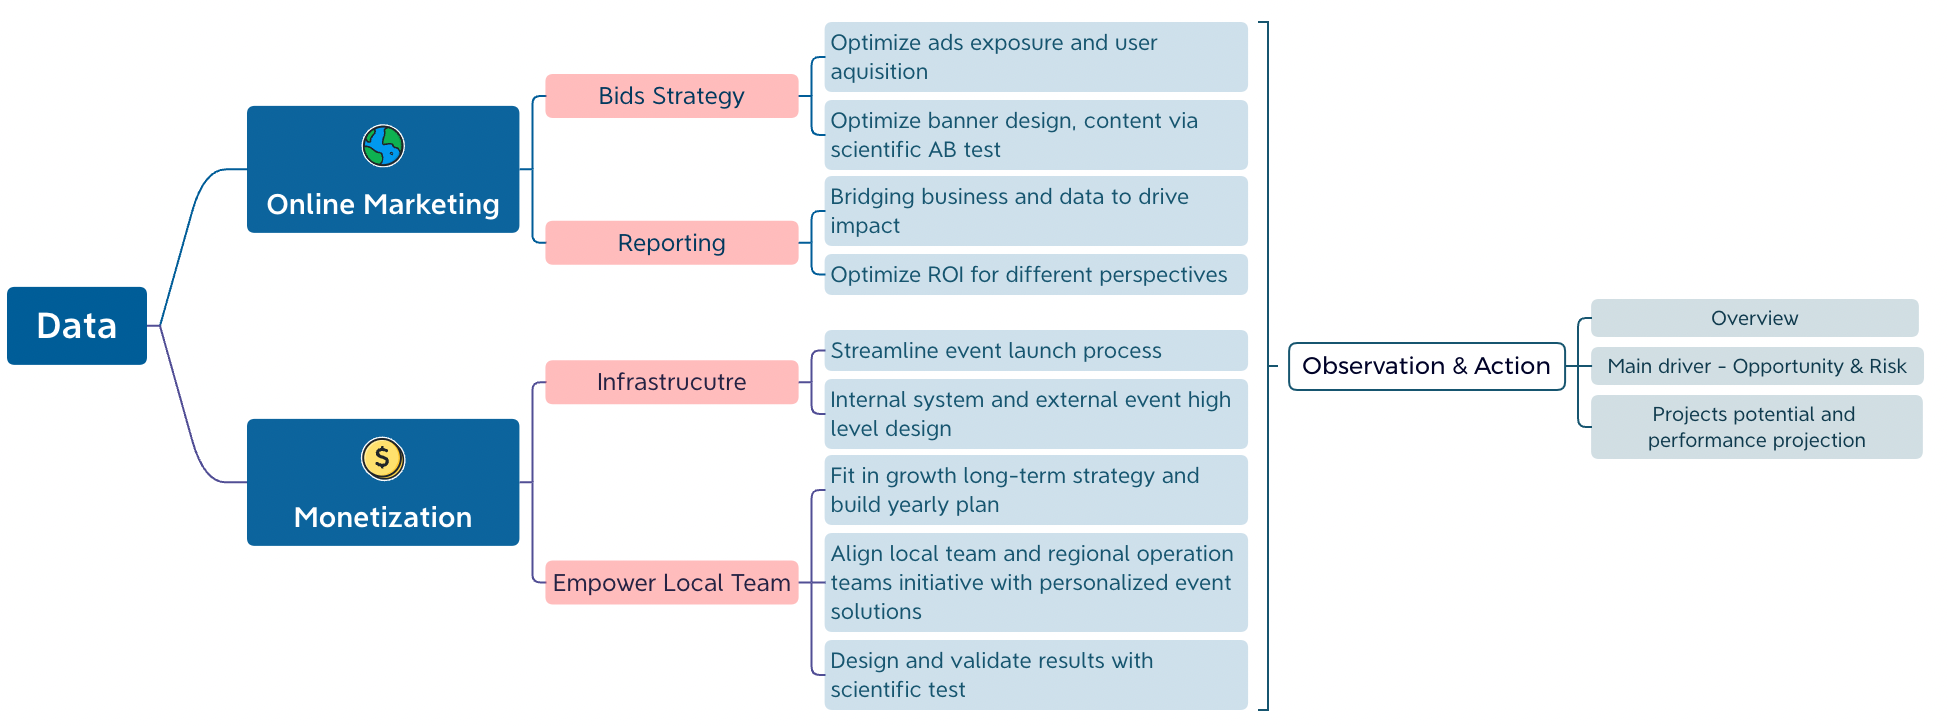 Data
Online Marketing
Bids Strategy
Optimize ads exposure and user
aquisition
Optimize banner design, content via
scientific AB test
Reporting
Bridging business and data to drive
impact
Optimize ROI for different perspectives
$
Monetization
Infrastrucutre
Streamline event launch process
Internal system and external event high
level design
Empower Local Team
Fit in growth long-term strategy and
build yearly plan
Align local team and regional operation
teams initiative with personalized event
solutions
Design and validate results with
scientific test
Observation & Action
Overview
Main driver - Opportunity & Risk
Projects potential and
performance projection